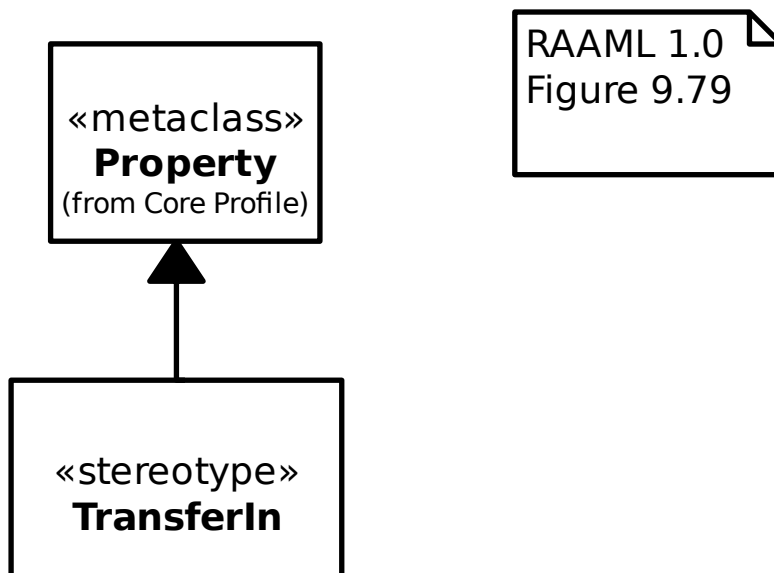 «metaclass»
Property
(from Core Profile)
RAAML 1.0
Figure 9.79
«stereotype»
TransferIn